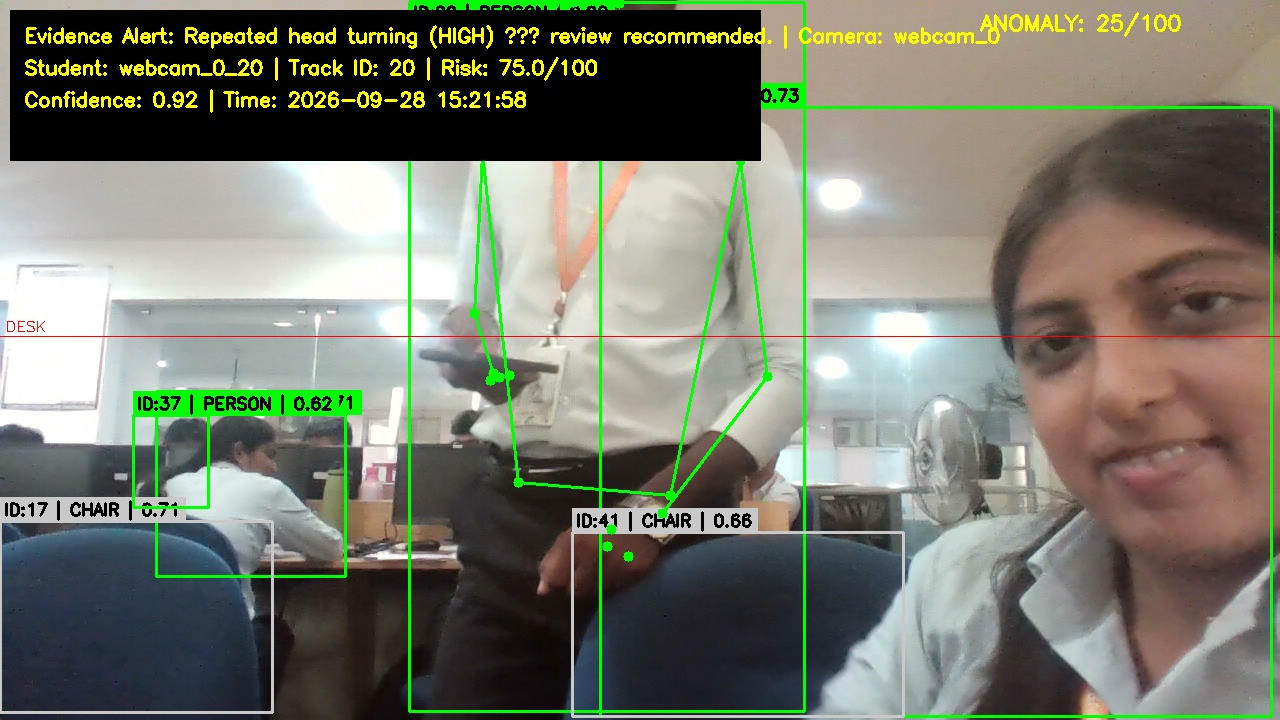 Evidence Alert: Repeated head turning (HIGH) ??? review recommended. | Camera: webcam_0
ANOMALY: 25/100
Student: webcam_0_20 | Track ID: 20 | Risk: 75.0/100
Confidence: 0.92 | Time: 2026-09-28 15:21:58
0.73
DESK
ID:37 | PERSON | 0.62
ID:17 | CHAIR | 0.71
ID:41 | CHAIR | 0.66